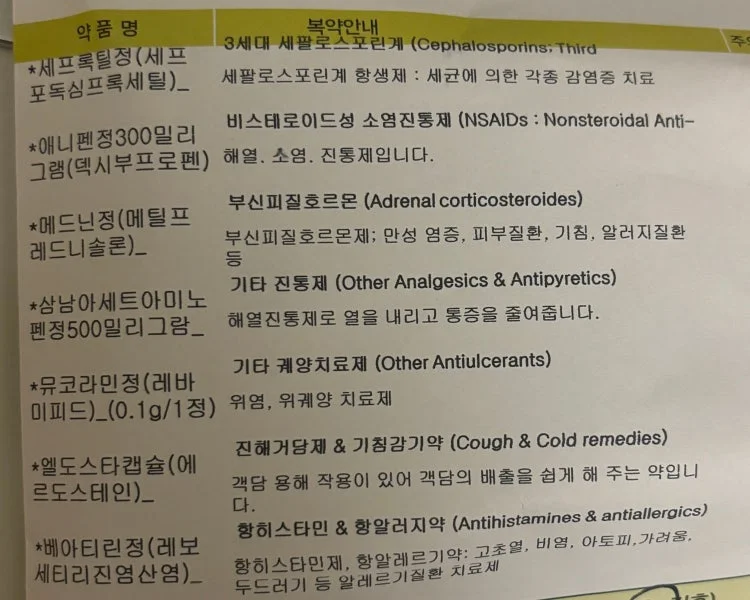 약 품 명
복약안내
*세프록틸정(세프
포독심프록세틸)_
3세대 세팔로스포린계 (Cephalosporins; Third
세팔로스포린계 항생제 : 세균에 의한 각종 감염증 치료
*애니펜정300밀리
그램(덱시부프로펜)
비스테로이드성 소염진통제 (NSAIDs : Nonsteroidal Anti-
해열. 소염. 진통제입니다.
*메드닌정(메틸프
레드니솔론)_
부신피질호르몬 (Adrenal corticosteroides)
부신피질호르몬제; 만성 염증, 피부질환, 기침, 알러지질환
등
*삼남아세트아미노
펜정500밀리그람_
기타 진통제 (Other Analgesics & Antipyretics)
해열진통제로 열을 내리고 통증을 줄여줍니다.
*뮤코라민정(레바
미피드)_(0.1g/1정)
기타 궤양치료제 (Other Antiulcerants)
위염, 위궤양 치료제
*엘도스타캡슐(에
르도스테인)_
진해거담제 & 기침감기약 (Cough & Cold remedies)
객담 용해 작용이 있어 객담의 배출을 쉽게 해 주는 약입니
다.
*베아티린정(레보
세티리진염산염)_
항히스타민 & 항알러지약 (Antihistamines & antiallergics)
항히스타민제, 항알레르기약: 고초열, 비염, 아토피,가려움,
두드러기 등 알레르기질환 치료제